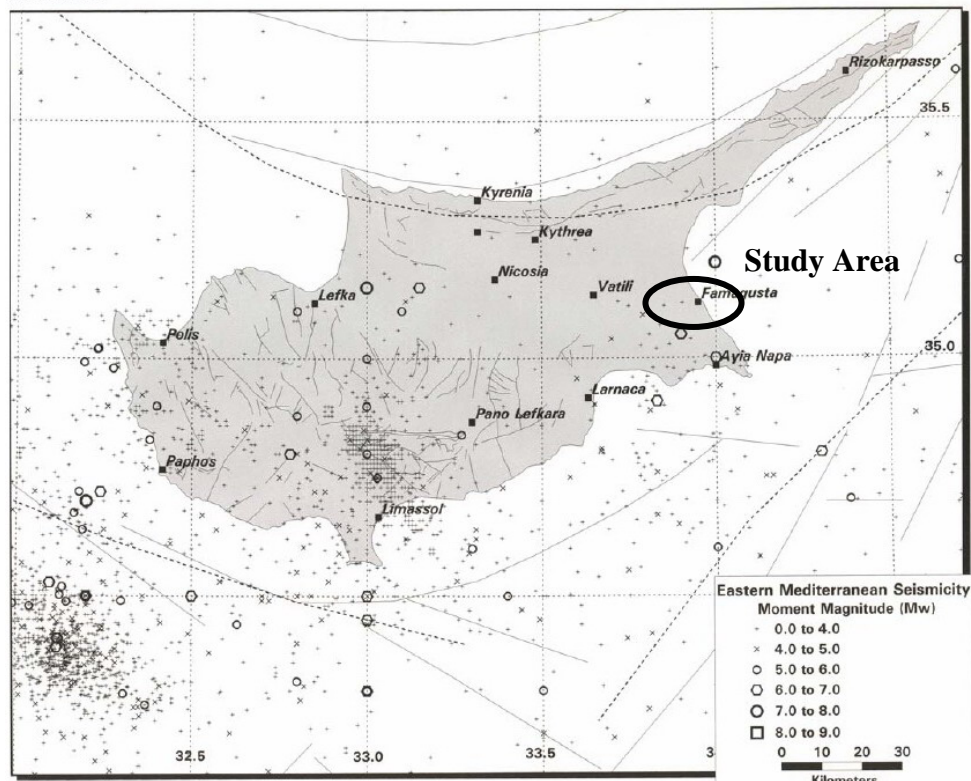 Rizokarpasso
35.5
Kyrenia
Kythrea
Study Area
Nicosia
Vatili
Famagusta
Lefka
Polis
35.0
Ayia Napa
Larnaca
Pano Lefkara
Paphos
Limassol
Eastern Mediterranean Seismicity
Moment Magnitude (Mw)
0.0 to 4.0
4.0 to 5.0
5.0 to 6.0
6.0 to 7.0
7.0 to 8.0
8.0 to 9.0
32.5
33.0
33.5
3
0 10 20 30
Kilometers